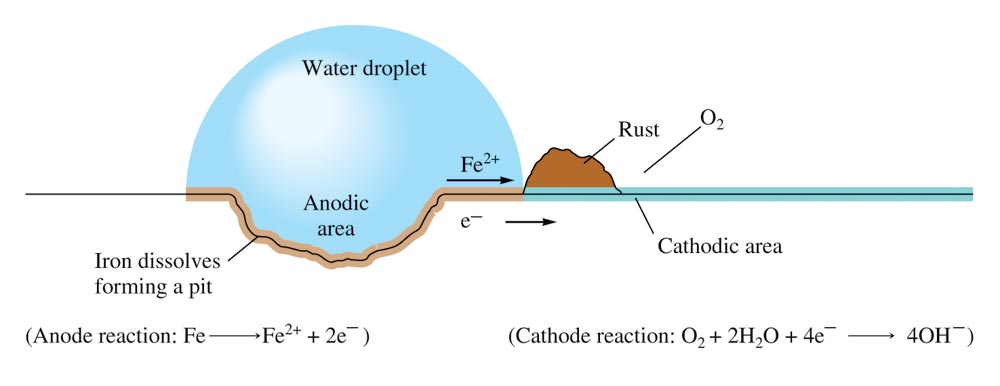 Water droplet
Rust
O₂
Fe²⁺
Anodic
area
e⁻
Cathodic area
Iron dissolves
forming a pit
(Anode reaction: Fe ⟶ Fe²⁺ + 2e⁻)
(Cathode reaction: O₂ + 2H₂O + 4e⁻ ⟶ 4OH⁻)